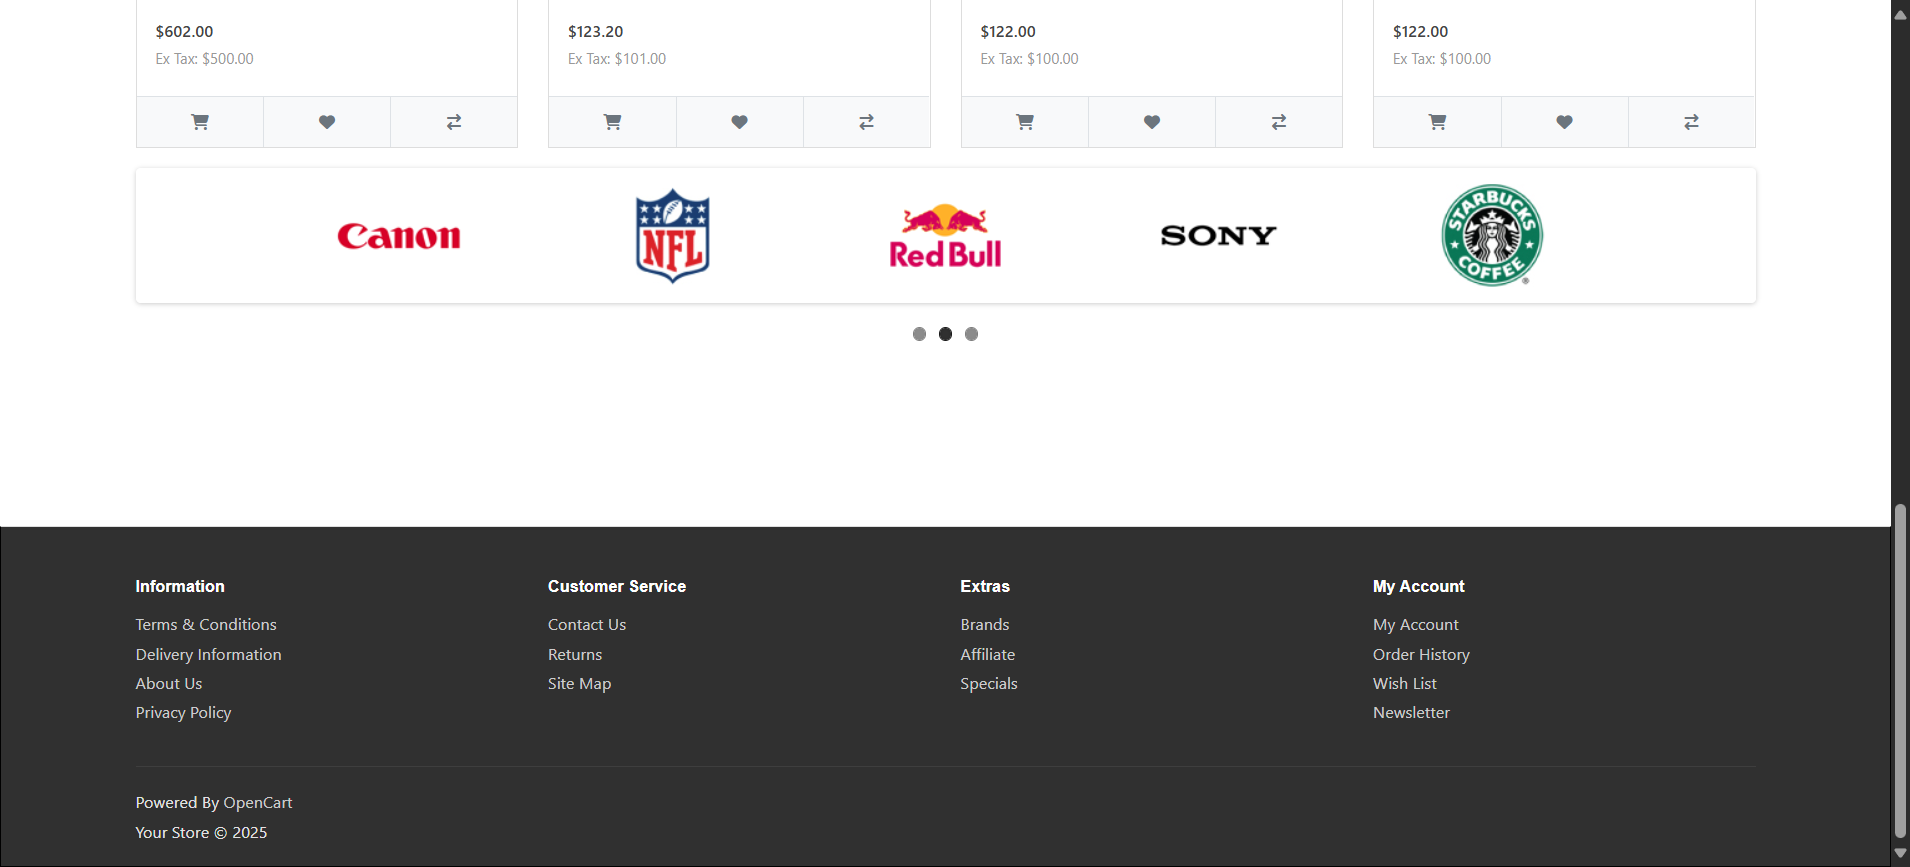 $602.00
Ex Tax: $500.00
$123.20
Ex Tax: $101.00
$122.00
Ex Tax: $100.00
$122.00
Ex Tax: $100.00
Canon
NFL
Red Bull
SONY
STARBUCKS
COFFEE
®
Information
Terms & Conditions
Delivery Information
About Us
Privacy Policy
Customer Service
Contact Us
Returns
Site Map
Extras
Brands
Affiliate
Specials
My Account
My Account
Order History
Wish List
Newsletter
Powered By OpenCart
Your Store © 2025